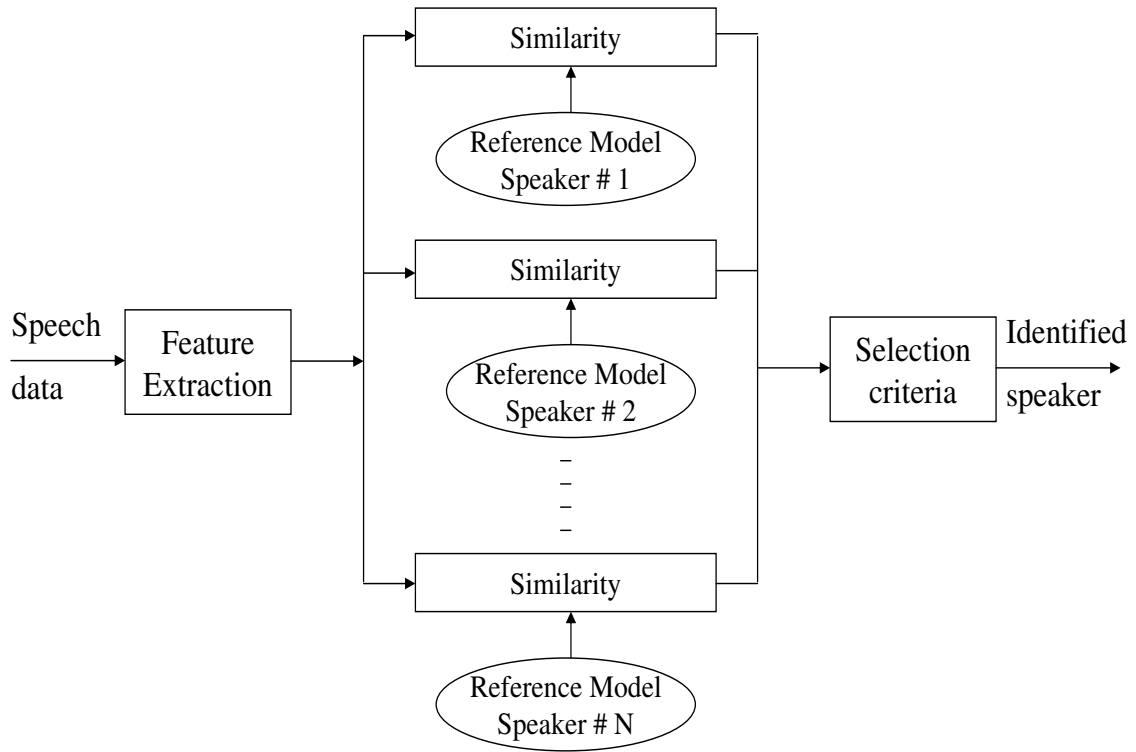 Similarity
Reference Model
Speaker # 1
Similarity
Speech
data
Feature
Extraction
Reference Model
Speaker # 2
Selection
criteria
Identified
speaker
Similarity
Reference Model
Speaker # N